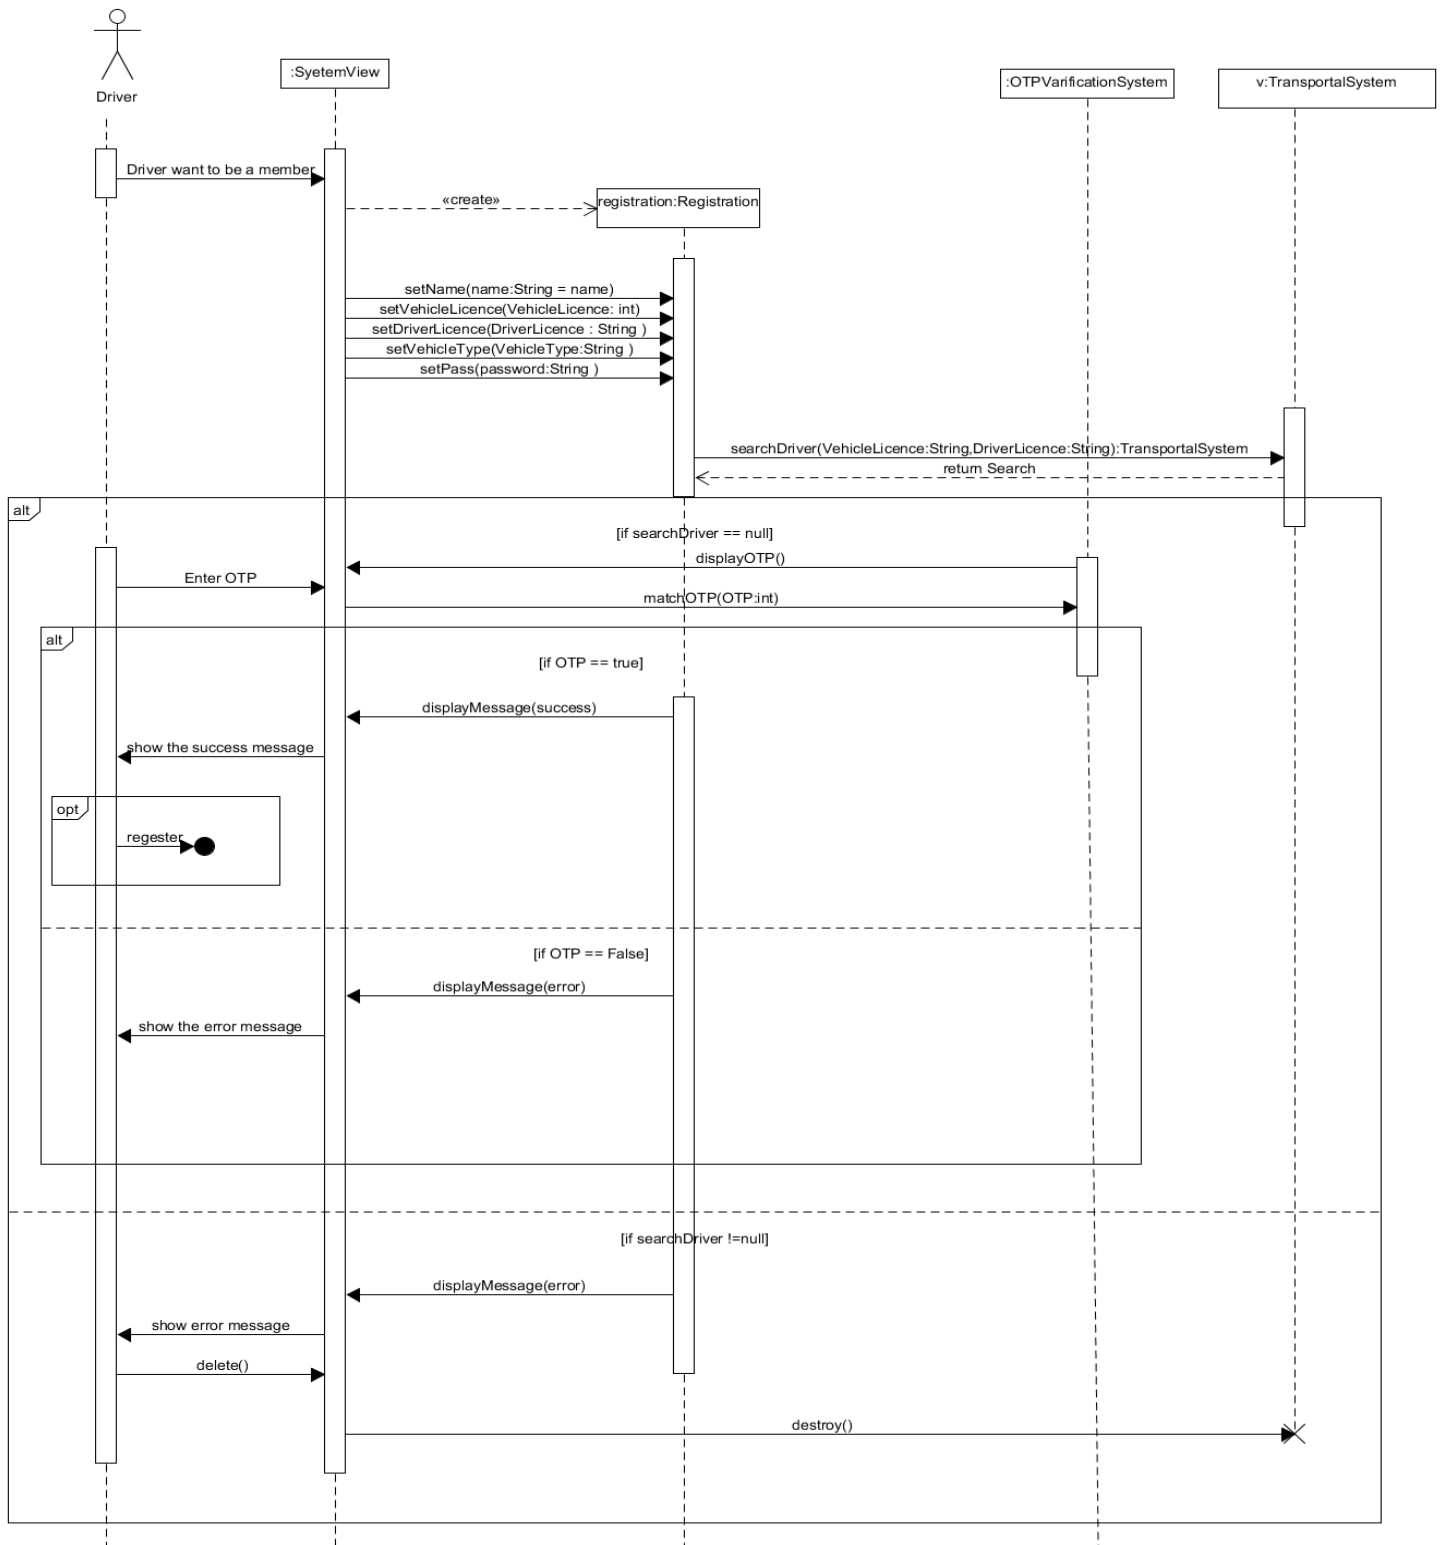 Driver
:SyetemView
:OTPVarificationSystem
v:TransportalSystem
Driver want to be a member
«create»
registration:Registration
setName(name:String = name)
setVehicleLicence(VehicleLicence: int)
setDriverLicence(DriverLicence : String )
setVehicleType(VehicleType:String )
setPass(password:String )
searchDriver(VehicleLicence:String,DriverLicence:String):TransportalSystem
return Search
alt
[if searchDriver == null]
displayOTP()
Enter OTP
matchOTP(OTP:int)
alt
[if OTP == true]
displayMessage(success)
show the success message
opt
regester
[if OTP == False]
displayMessage(error)
show the error message
[if searchDriver !=null]
displayMessage(error)
show error message
delete()
destroy()